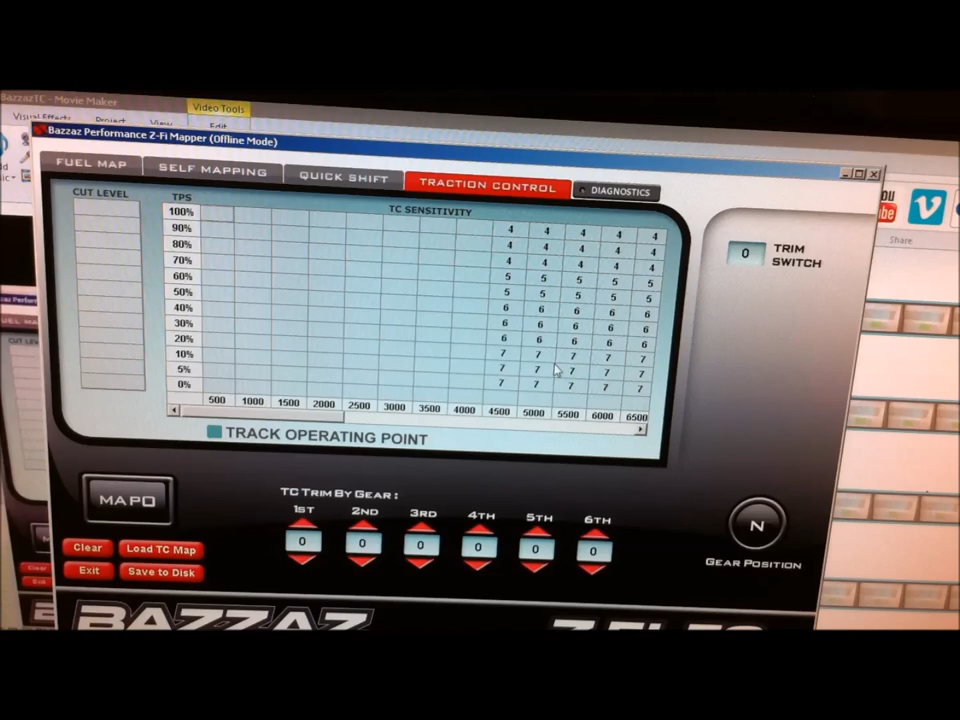 BazzazTC - Movie Maker
Video Tools
Visual Effects Project View Edit
Bazzaz Performance Z-Fi Mapper (Offline Mode)
FUEL MAP SELF MAPPING QUICK SHIFT TRACTION CONTROL DIAGNOSTICS
CUT LEVEL TPS TC SENSITIVITY
100%
90% 4 4 4 4 4
80% 4 4 4 4 4
70% 4 4 4 4 4
60% 5 5 5 5 5
50% 5 5 5 5 5
40% 6 6 6 6 6
30% 6 6 6 6 6
20% 6 6 6 6 6
10% 7 7 7 7 7
5% 7 7 7 7 7
0% 7 7 7 7 7
500 1000 1500 2000 2500 3000 3500 4000 4500 5000 5500 6000 6500
TRACK OPERATING POINT
0 TRIM SWITCH
Share
MAP0
TC TRIM BY GEAR :
1ST 2ND 3RD 4TH 5TH 6TH
0 0 0 0 0 0
N
GEAR POSITION
Clear Load TC Map
Exit Save to Disk
BAZZAZ